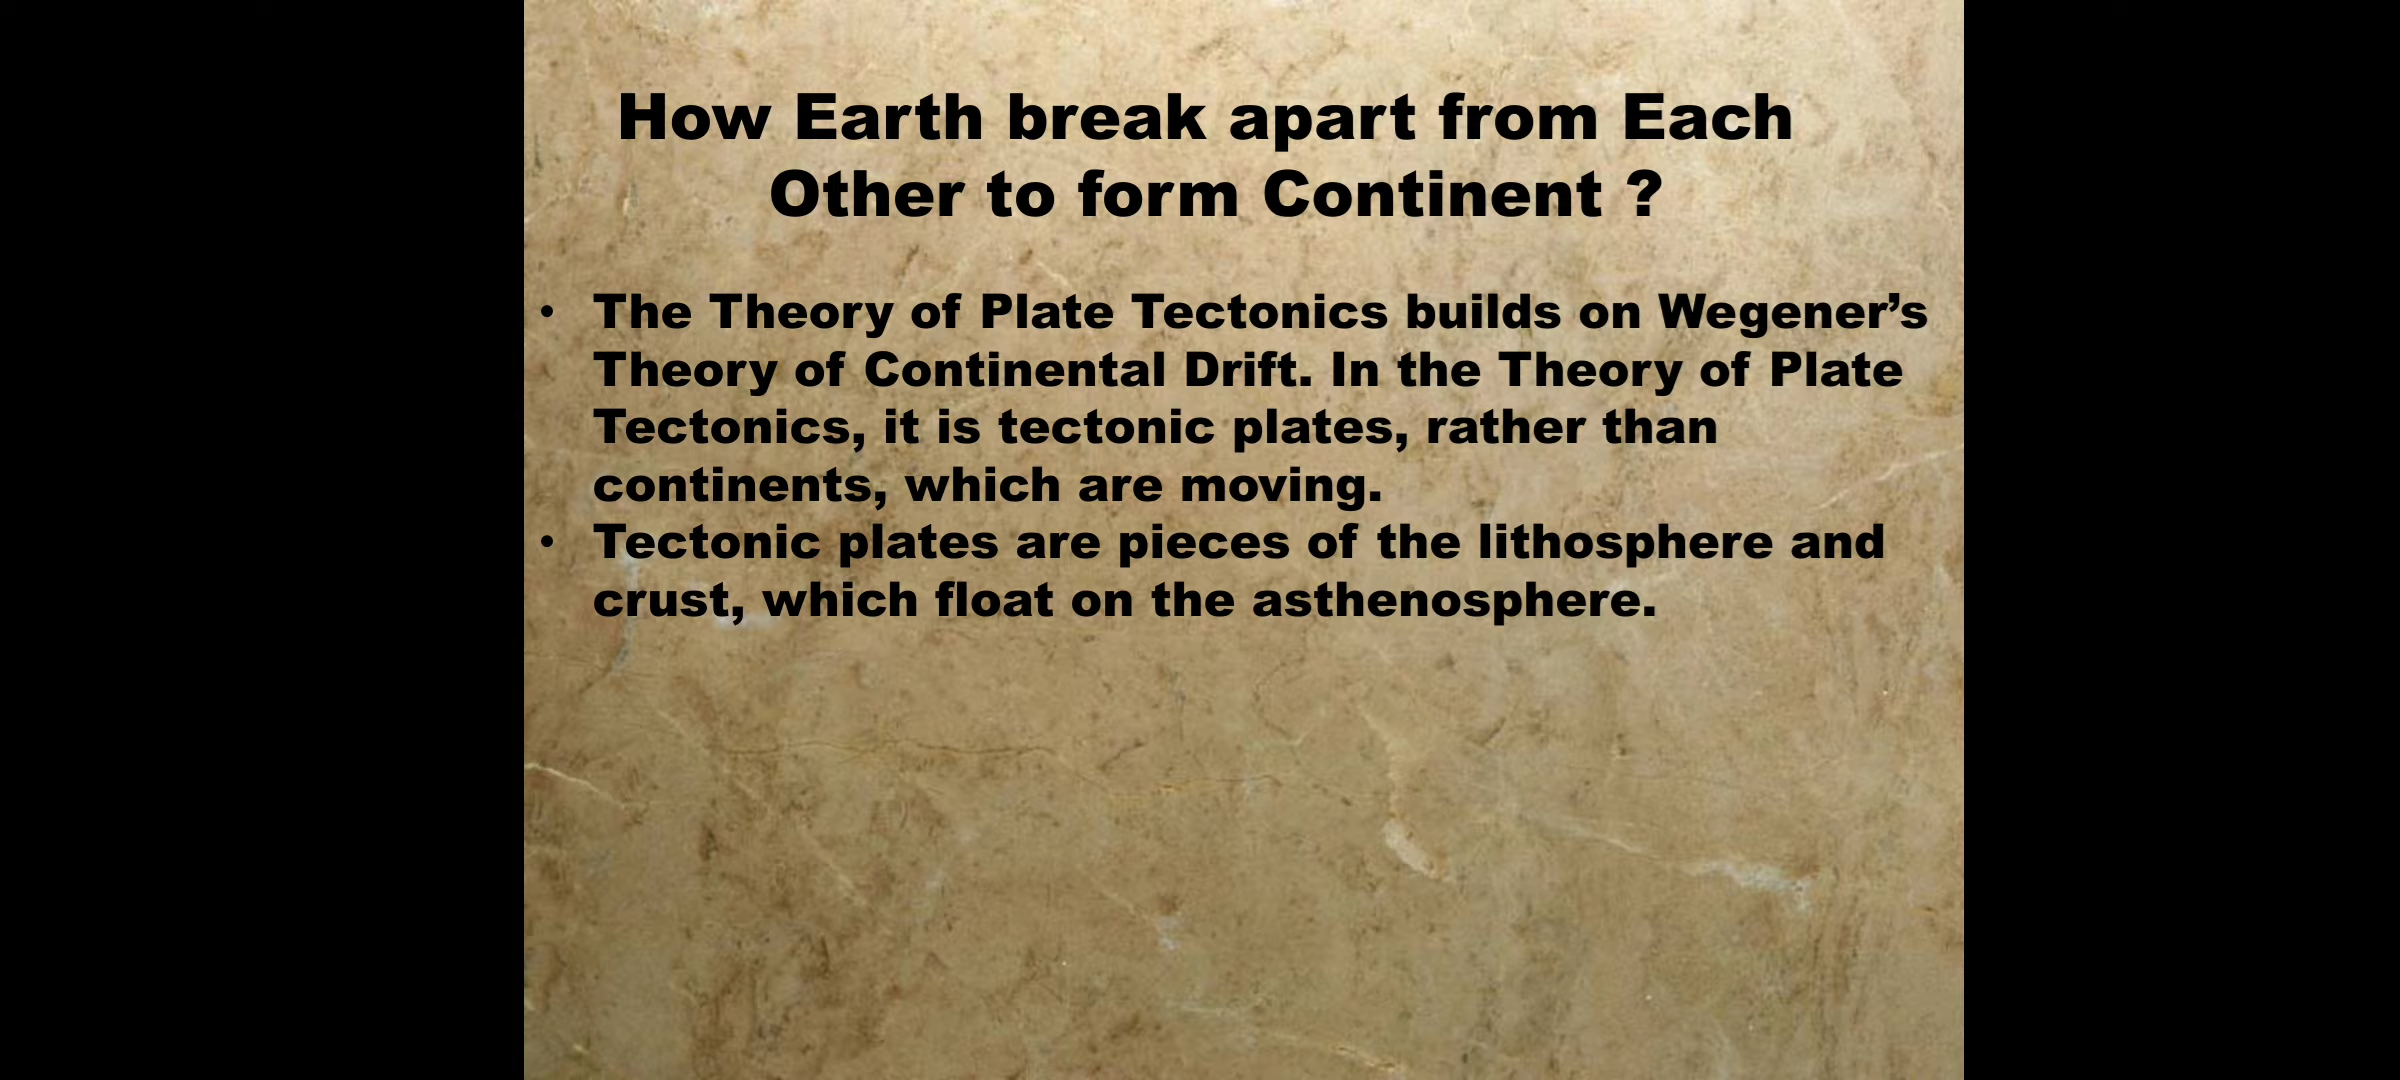 How Earth break apart from Each
Other to form Continent ?
• The Theory of Plate Tectonics builds on Wegener’s
Theory of Continental Drift. In the Theory of Plate
Tectonics, it is tectonic plates, rather than
continents, which are moving.
• Tectonic plates are pieces of the lithosphere and
crust, which float on the asthenosphere.